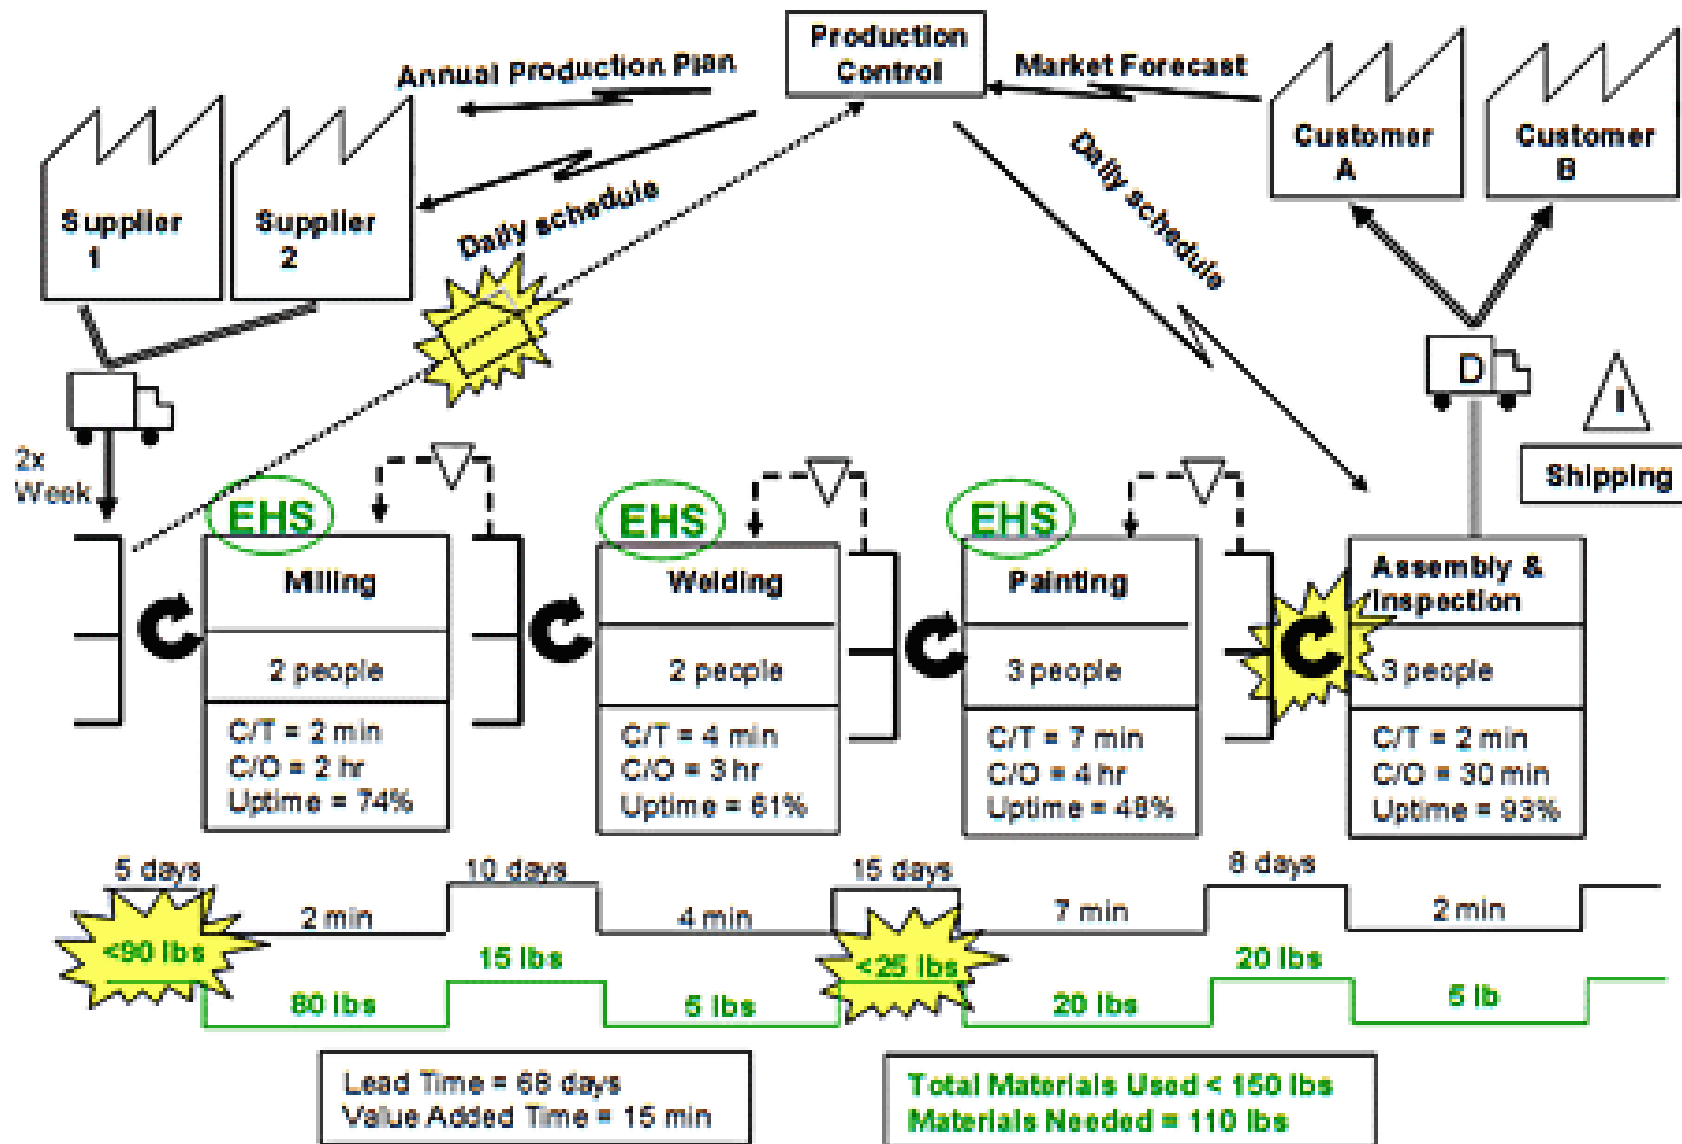 Production
Control
Annual Production Plan
Market Forecast
Customer
A
Customer
B
Supplier
1
Supplier
2
Daily schedule
Daily schedule
D
I
2x
Week
Shipping
EHS
EHS
EHS
Milling
Welding
Painting
Assembly &
Inspection
2 people
2 people
3 people
3 people
C/T = 2 min
C/O = 2 hr
Uptime = 74%
C/T = 4 min
C/O = 3 hr
Uptime = 61%
C/T = 7 min
C/O = 4 hr
Uptime = 48%
C/T = 2 min
C/O = 30 min
Uptime = 93%
5 days
10 days
15 days
8 days
2 min
4 min
7 min
2 min
<90 lbs
15 lbs
<25 lbs
20 lbs
80 lbs
5 lbs
20 lbs
5 lb
Lead Time = 68 days
Value Added Time = 15 min
Total Materials Used < 150 lbs
Materials Needed = 110 lbs